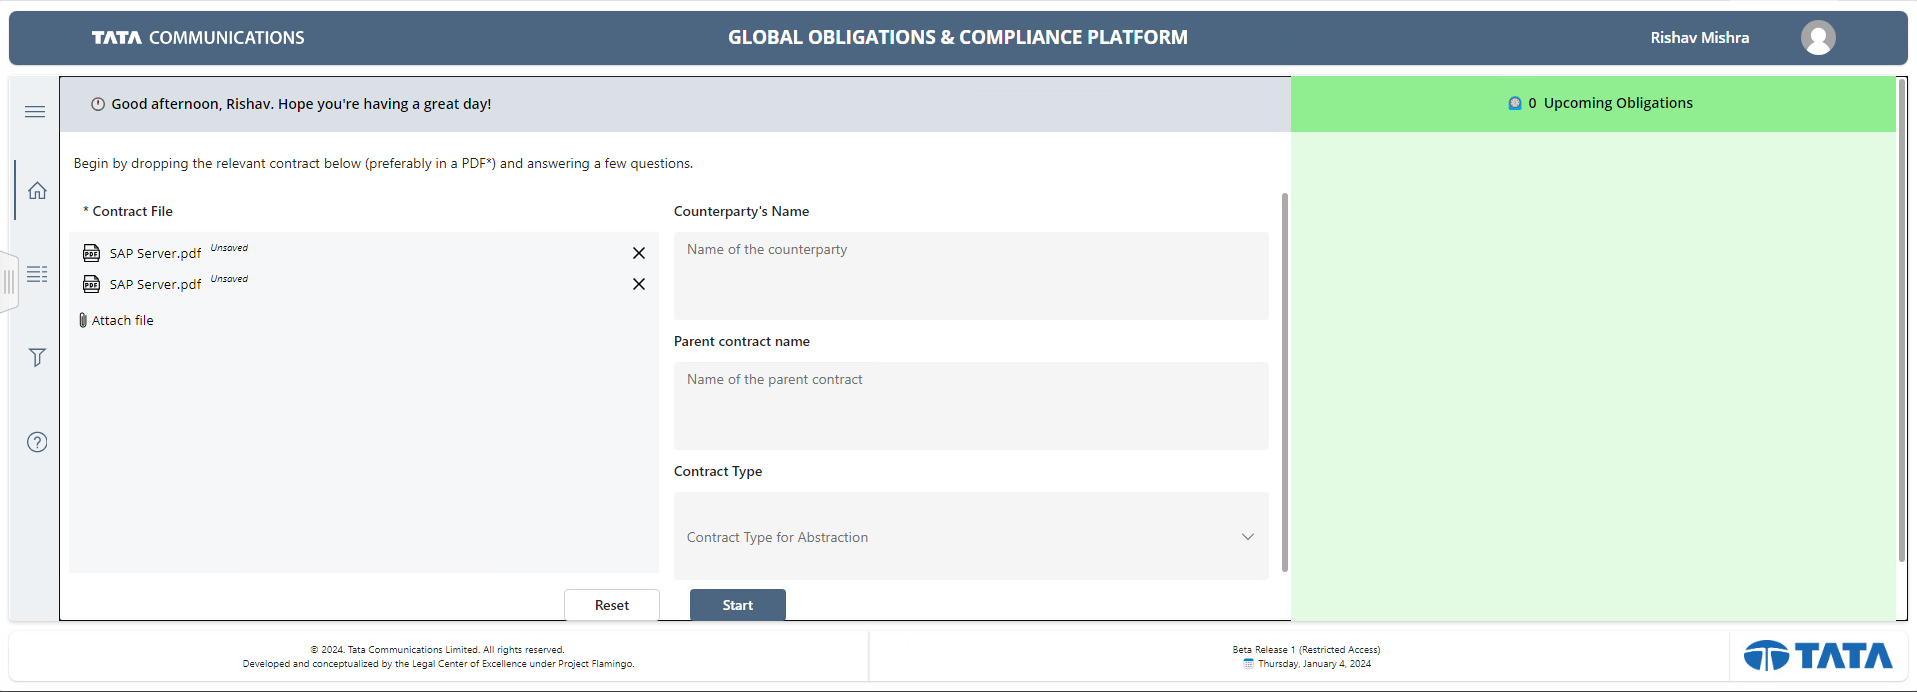 TATA COMMUNICATIONS
GLOBAL OBLIGATIONS & COMPLIANCE PLATFORM
Rishav Mishra
Good afternoon, Rishav. Hope you're having a great day!
0 Upcoming Obligations
Begin by dropping the relevant contract below (preferably in a PDF*) and answering a few questions.
* Contract File
PDF SAP Server.pdf Unsaved
PDF SAP Server.pdf Unsaved
Attach file
Counterparty's Name
Name of the counterparty
Parent contract name
Name of the parent contract
Contract Type
Contract Type for Abstraction
Reset
Start
© 2024. Tata Communications Limited. All rights reserved.
Developed and conceptualized by the Legal Center of Excellence under Project Flamingo.
Beta Release 1 (Restricted Access)
Thursday, January 4, 2024
TATA